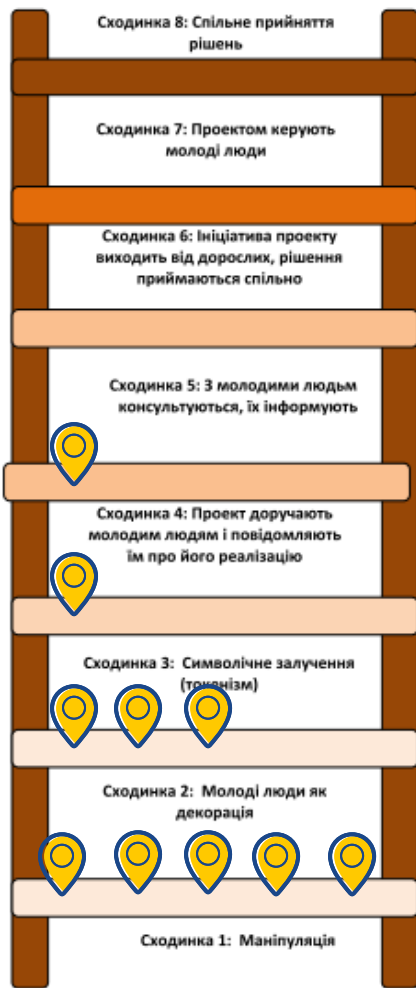 Сходинка 8: Спільне прийняття
рішень
Сходинка 7: Проектом керують
молоді люди
Сходинка 6: Ініціатива проекту
виходить від дорослих, рішення
приймаються спільно
Сходинка 5: З молодими людьм
консультуються, їх інформують
Сходинка 4: Проект доручають
молодим людям і повідомляють
їм про його реалізацію
Сходинка 3: Символічне залучення
(токенізм)
Сходинка 2: Молоді люди як
декорація
Сходинка 1: Маніпуляція